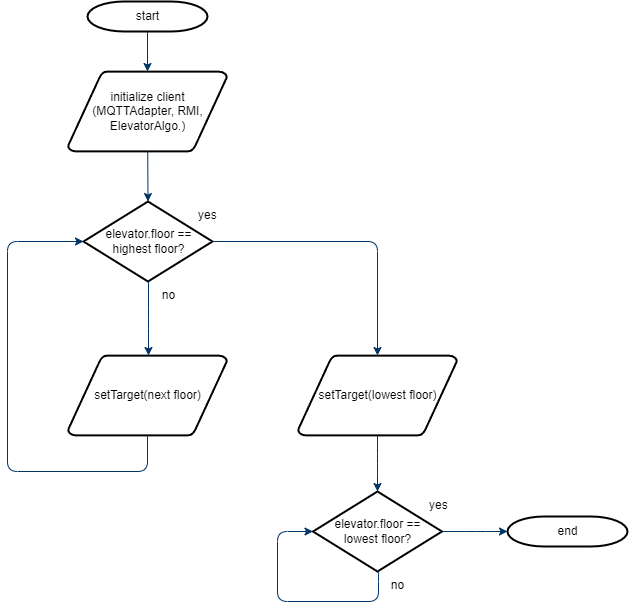 start
initialize client
(MQTTAdapter, RMI,
ElevatorAlgo.)
yes
elevator.floor ==
highest floor?
no
setTarget(next floor)
setTarget(lowest floor)
yes
elevator.floor ==
lowest floor?
end
no